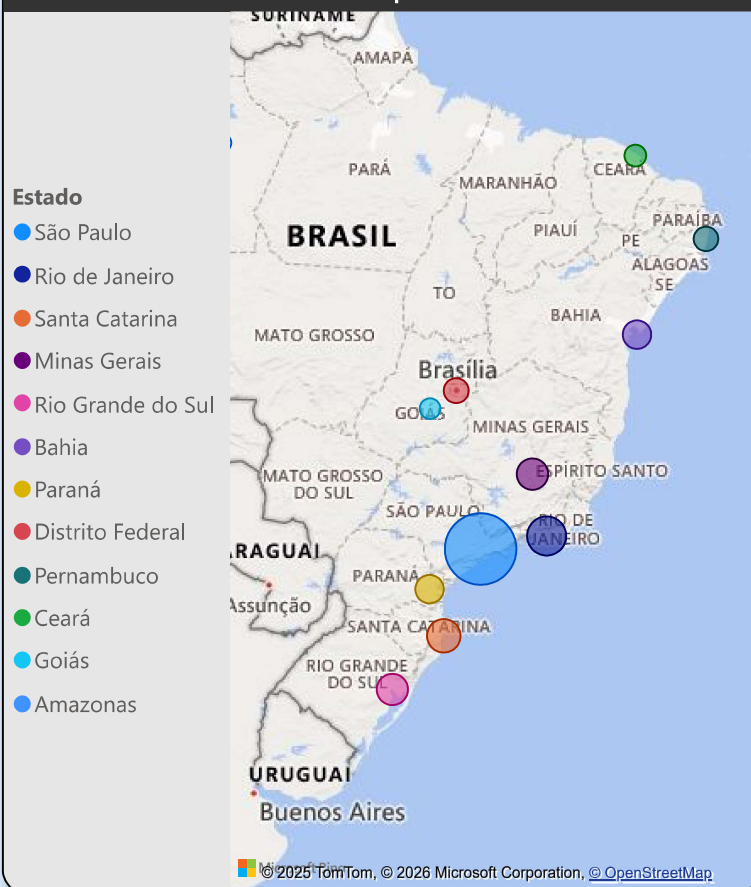 Estado
São Paulo
Rio de Janeiro
Santa Catarina
Minas Gerais
Rio Grande do Sul
Bahia
Paraná
Distrito Federal
Pernambuco
Ceará
Goiás
Amazonas
SURINAME
AMAPÁ
PARÁ
MARANHÃO
CEARÁ
PARAÍBA
BRASIL
PIAUÍ
PE
ALAGOAS
SE
TO
BAHIA
MATO GROSSO
Brasília
GOIÁS
MINAS GERAIS
MATO GROSSO
DO SUL
ESPÍRITO SANTO
SÃO PAULO
RIO DE
JANEIRO
ARAGUAI
PARANÁ
Assunção
SANTA CATARINA
RIO GRANDE
DO SUL
URUGUAI
Buenos Aires
© 2025 TomTom, © 2026 Microsoft Corporation, © OpenStreetMap